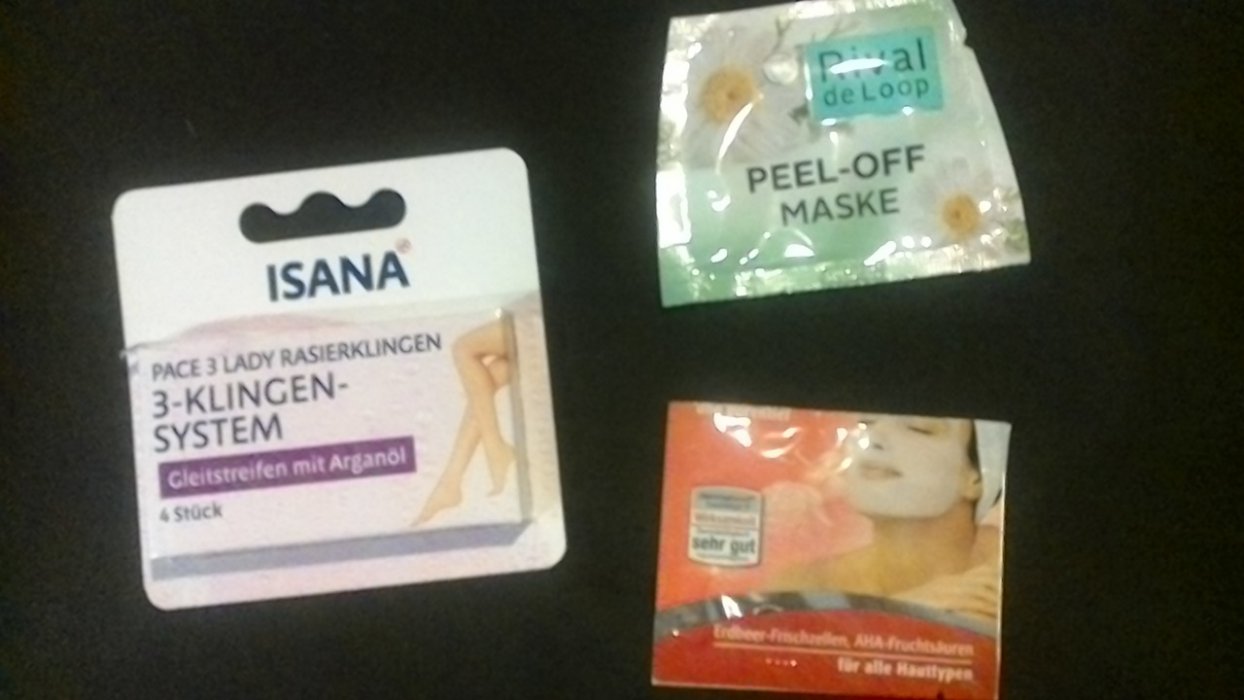 ISANA
PACE 3 LADY RASIERKLINGEN
3-KLINGEN-
SYSTEM
Gleitstreifen mit Arganöl
4 Stück
Rival
de Loop
PEEL-OFF
MASKE
sehr gut
Erdbeer-Frischzellen, AHA-Fruchtsäuren
für alle Hauttypen